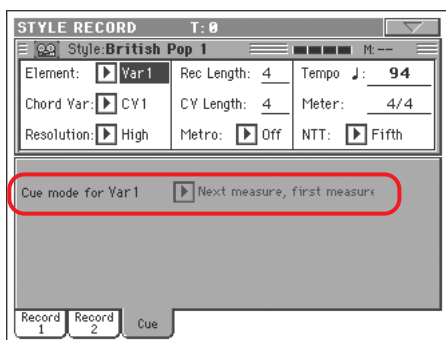 STYLE RECORD T: 0
Style:British Pop 1 M: --
Element: Var1 Rec Length: 4 Tempo ♩: 94
Chord Var: CV1 CV Length: 4 Meter: 4/4
Resolution: High Metro: Off NTT: Fifth
Cue mode for Var1 Next measure, first measure
Record 1 Record 2 Cue